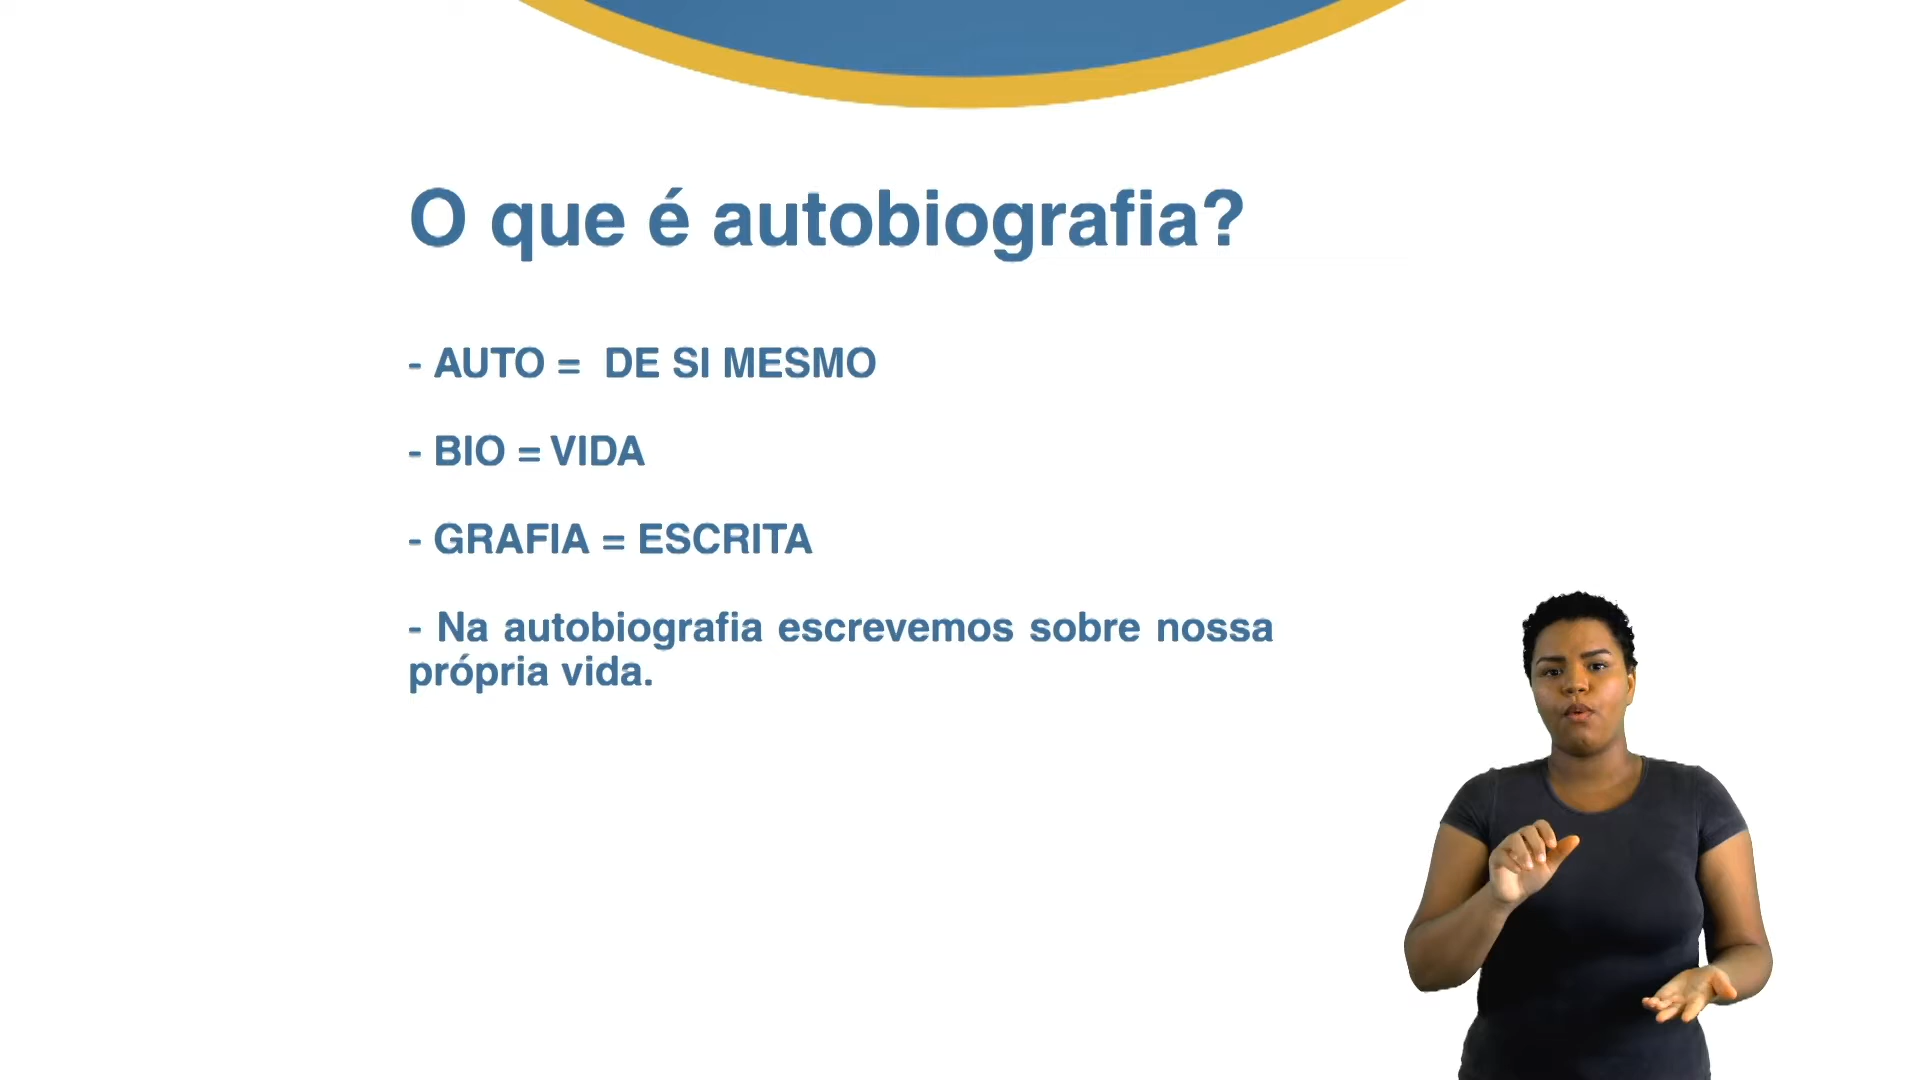 O que é autobiografia?
- AUTO = DE SI MESMO
- BIO = VIDA
- GRAFIA = ESCRITA
- Na autobiografia escrevemos sobre nossa
própria vida.